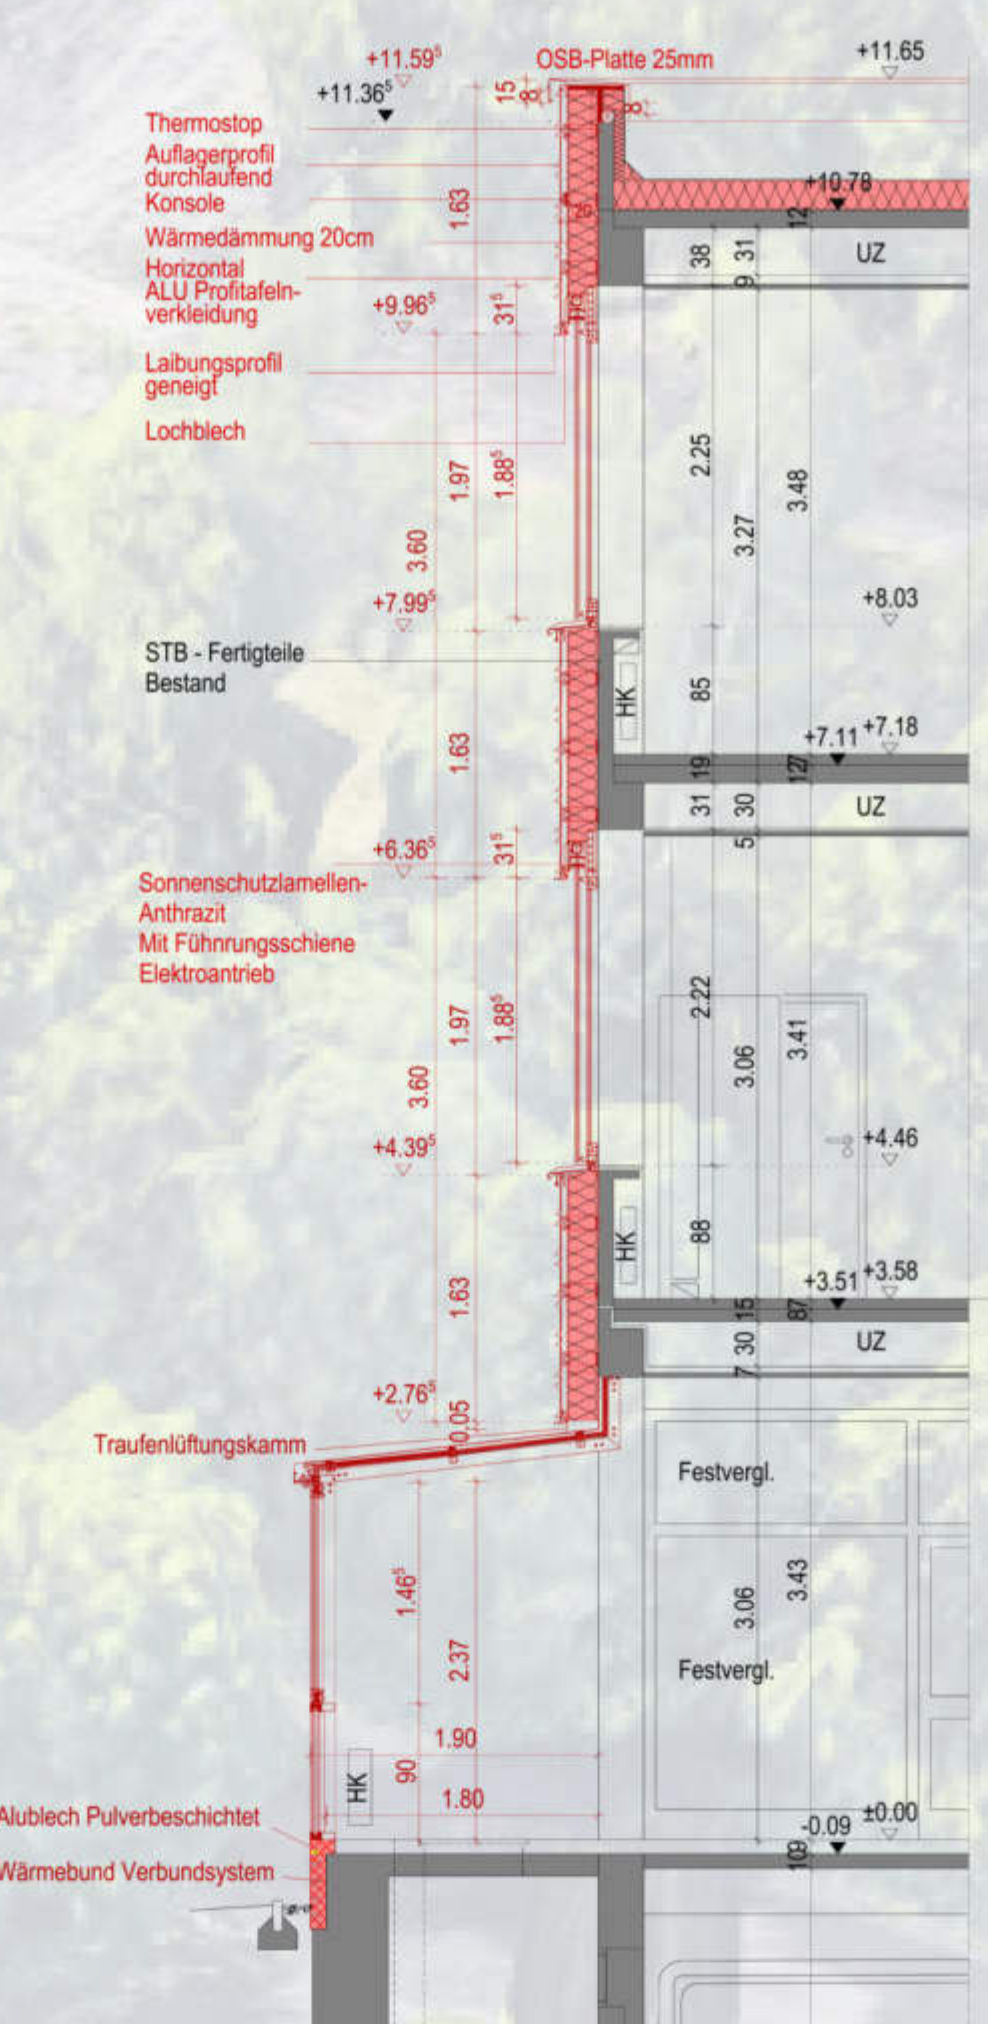 +11.59⁵
OSB-Platte 25mm
+11.65
+11.36⁵
15
8
8
Thermostop
Auflagerprofil
durchlaufend
Konsole
Wärmedämmung 20cm
Horizontal
ALU Profitafeln-
verkleidung
+9.96⁵
Laibungsprofil
geneigt
Lochblech
1.63
20
31⁵
+10.78
12
38
31
9
UZ
1.97
1.88⁵
3.60
2.25
3.27
3.48
+7.99⁵
+8.03
STB - Fertigteile
Bestand
HK
85
1.63
+7.11
+7.18
19
127
31
30
5
UZ
+6.36⁵
31⁵
Sonnenschutzlamellen-
Anthrazit
Mit Fühnrungsschiene
Elektroantrieb
1.97
1.88⁵
3.60
2.22
3.06
3.41
+4.39⁵
+4.46
HK
88
1.63
+3.51
+3.58
15
87
30
7
UZ
+2.76⁵
0.05
Traufenlüftungskamm
Festvergl.
1.46⁵
2.37
3.06
3.43
Festvergl.
1.90
90
HK
1.80
Alublech Pulverbeschichtet
-0.09
±0.00
109
Wärmebund Verbundsystem